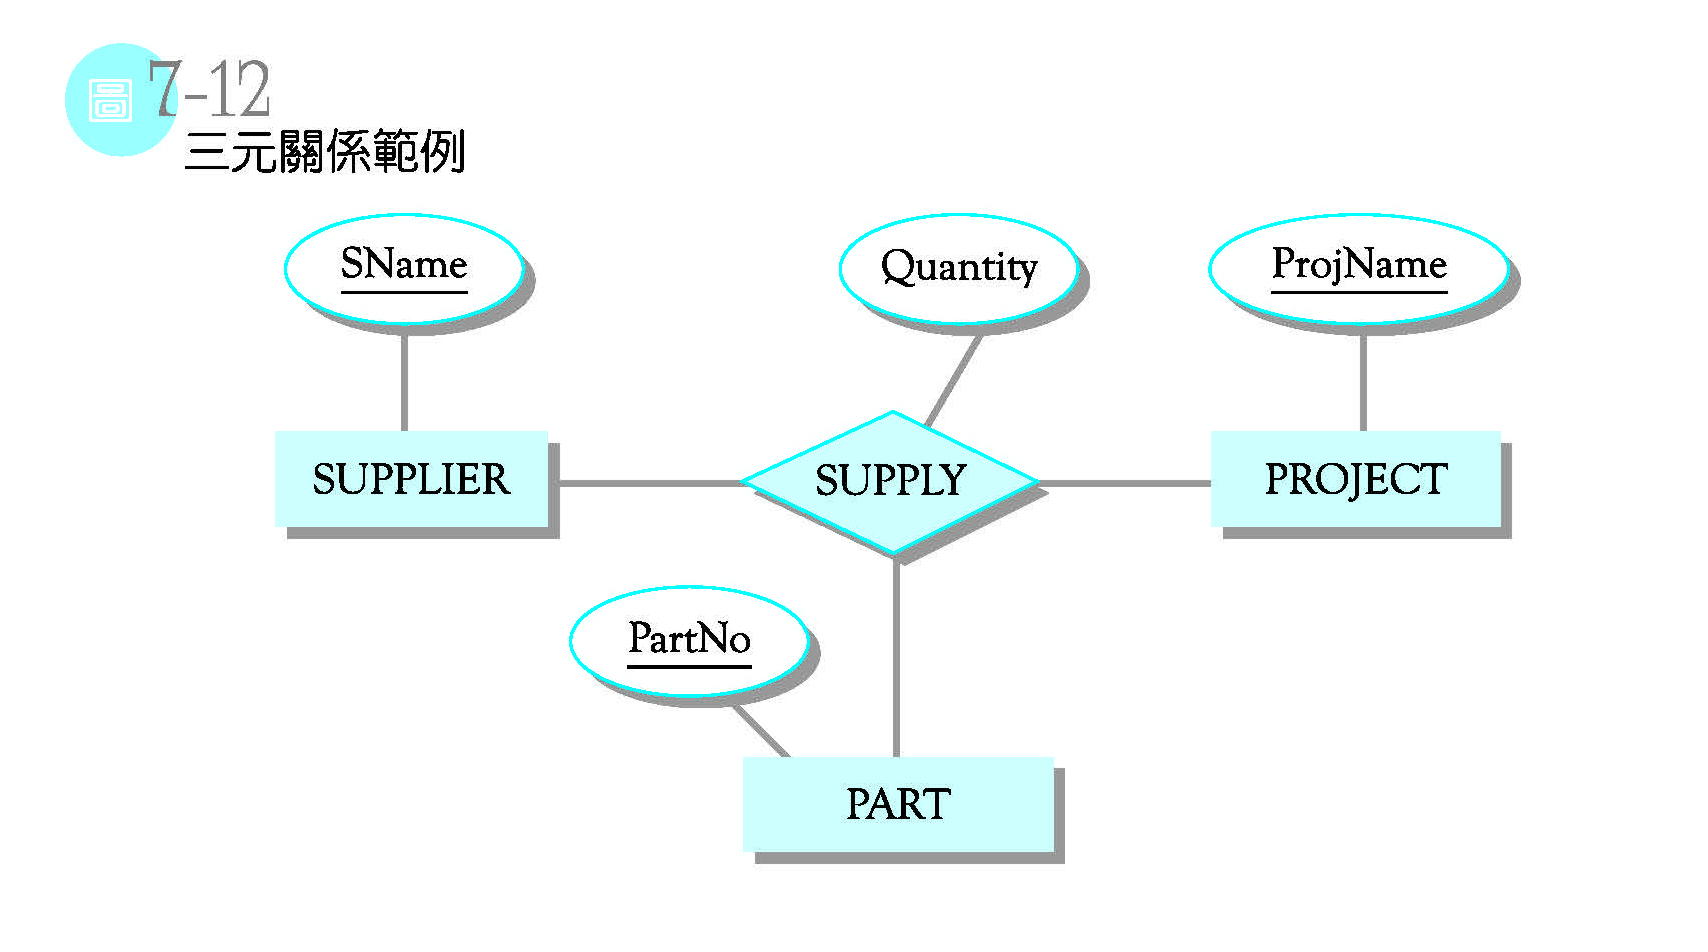 圖 7-12
三元關係範例
SName
Quantity
ProjName
SUPPLIER
SUPPLY
PROJECT
PartNo
PART